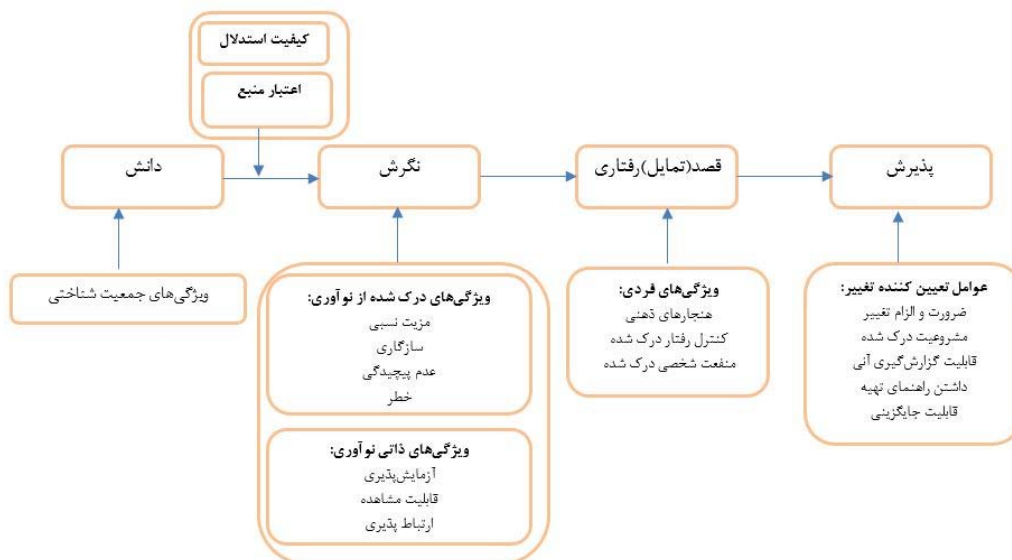 کیفیت استدلال
اعتبار منبع
دانش
نگرش
قصد(تمایل)رفتاری
پذیرش
ویژگی‌های جمعیت شناختی
ویژگی‌های درک شده از نوآوری:
مزیت نسبی
سازگاری
عدم پیچیدگی
خطر
ویژگی‌های ذاتی نوآوری:
آزمایش‌پذیری
قابلیت مشاهده
ارتباط پذیری
ویژگی‌های فردی:
هنجارهای ذهنی
کنترل رفتار درک شده
منفعت شخصی درک شده
عوامل تعیین کننده تغییر:
ضرورت و الزام تغییر
مشروعیت درک شده
قابلیت گزارش‌گیری آنی
داشتن راهنمای تهیه
قابلیت جایگزینی